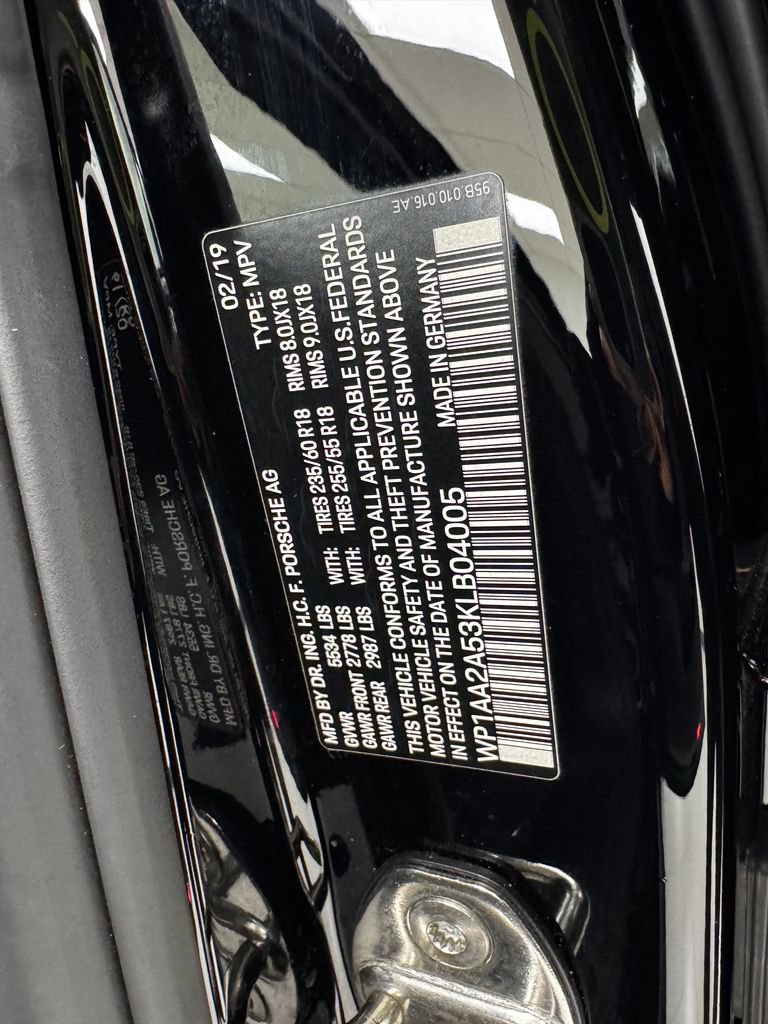 MFD BY DR. ING. H.C. F. PORSCHE AG 02/19
GVWR 5534 LBS TYPE: MPV
GAWR FRONT 2778 LBS WITH: TIRES 235/60 R18 RIMS 8.0JX18
GAWR REAR 2987 LBS WITH: TIRES 255/55 R18 RIMS 9.0JX18
THIS VEHICLE CONFORMS TO ALL APPLICABLE U.S. FEDERAL
MOTOR VEHICLE SAFETY AND THEFT PREVENTION STANDARDS
IN EFFECT ON THE DATE OF MANUFACTURE SHOWN ABOVE
WP1AA2A53KLB04005 MADE IN GERMANY
95B.010.016.AE